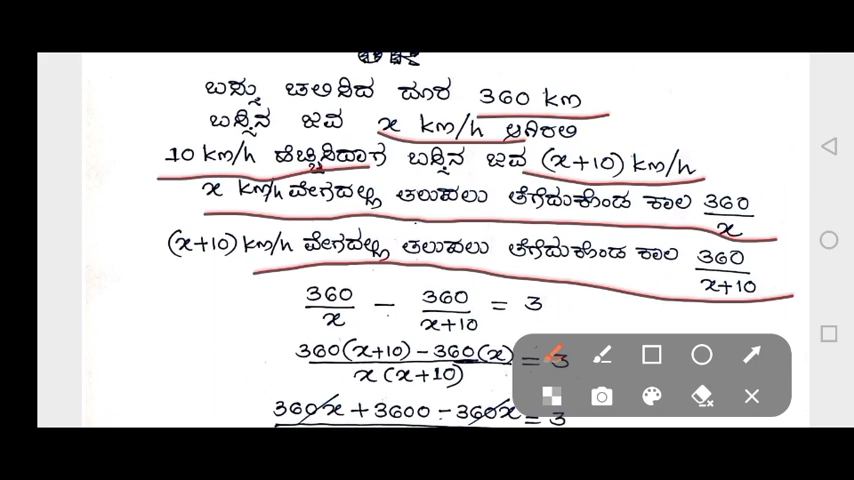 ಬಸ್ಸು ಚಲಿಸಿದ ದೂರ 360 km
ಬಸ್ಸಿನ ಜವ x km/h ಆಗಿರಲಿ
10 km/h ಹೆಚ್ಚಿಸಿದಾಗ ಬಸ್ಸಿನ ಜವ (x+10) km/h
x km/h ವೇಗದಲ್ಲಿ ತಲುಪಲು ತೆಗೆದುಕೊಂಡ ಕಾಲ 360/x
(x+10) km/h ವೇಗದಲ್ಲಿ ತಲುಪಲು ತೆಗೆದುಕೊಂಡ ಕಾಲ 360/x+10
360/x − 360/x+10 = 3
360(x+10) − 360(x)/x(x+10) = 3
360x + 3600 − 360x = 3